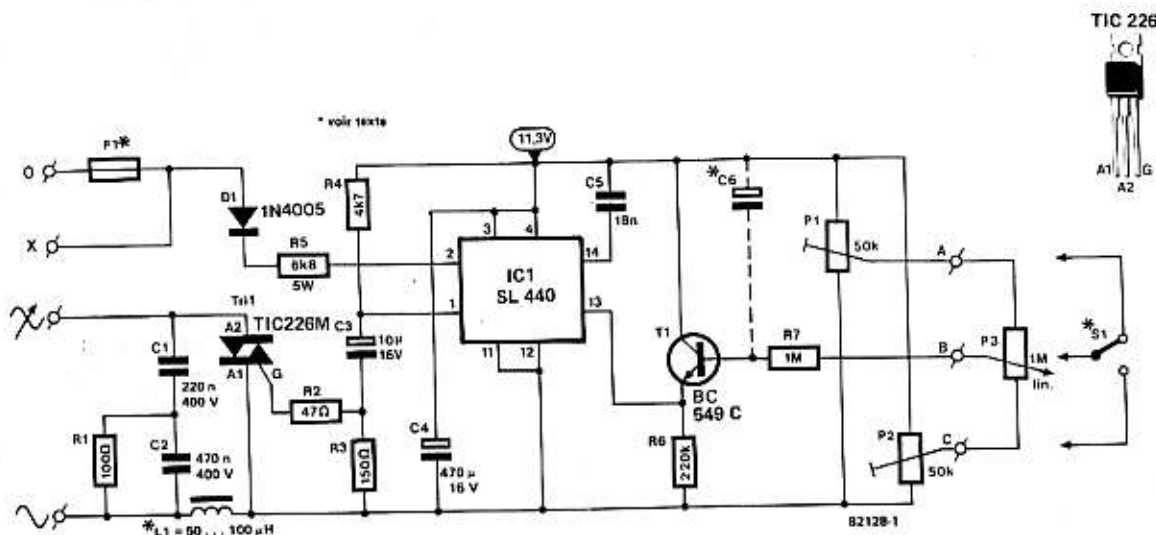 TIC 226
A1
A2
G
* voir texte
11,3V
O
F1*
X
D1
1N4005
R5
6k8
5W
R4
4k7
C5
18n
*C6
P1
50k
A
3
4
2
14
IC1
SL 440
1
13
11
12
Tri1
TIC226M
A2
A1
G
C1
220 n
400 V
C3
10µ
16V
R2
47Ω
T1
BC
549 C
R7
1M
B
P3
1M
lin.
*S1
R1
100Ω
C2
470 n
400 V
R3
150Ω
C4
470 µ
16 V
R6
220k
P2
50k
C
*L1 = 50 ... 100 µH
82128-1